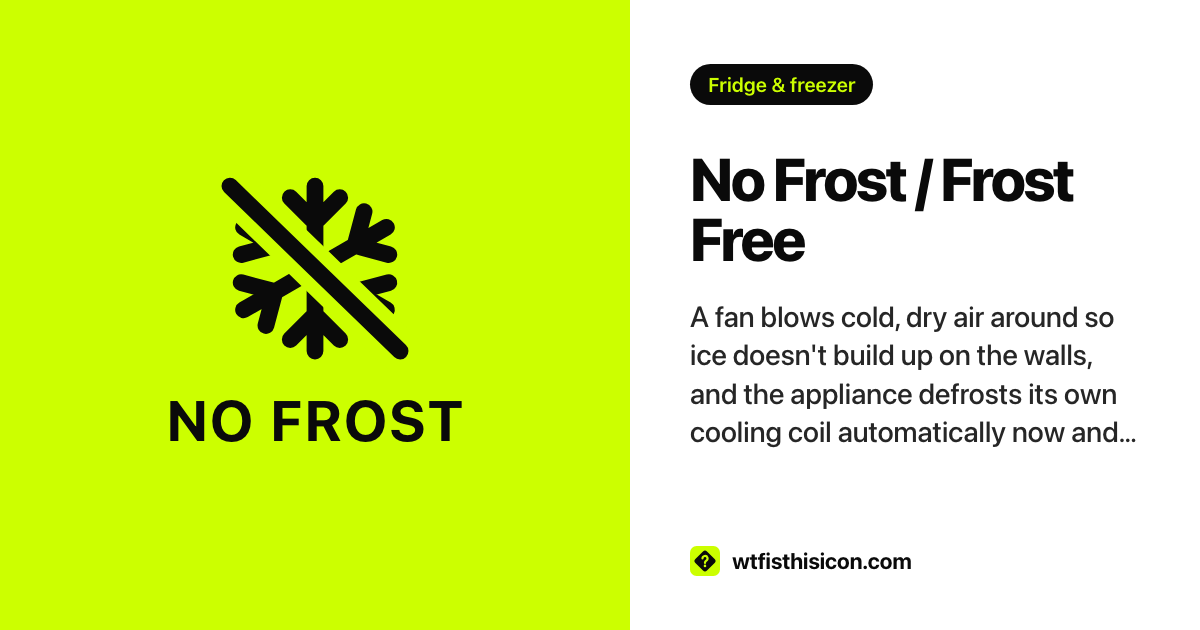 NO FROST
Fridge & freezer
No Frost / Frost
Free
A fan blows cold, dry air around so
ice doesn't build up on the walls,
and the appliance defrosts its own
cooling coil automatically now and...
?
wtfisthisicon.com